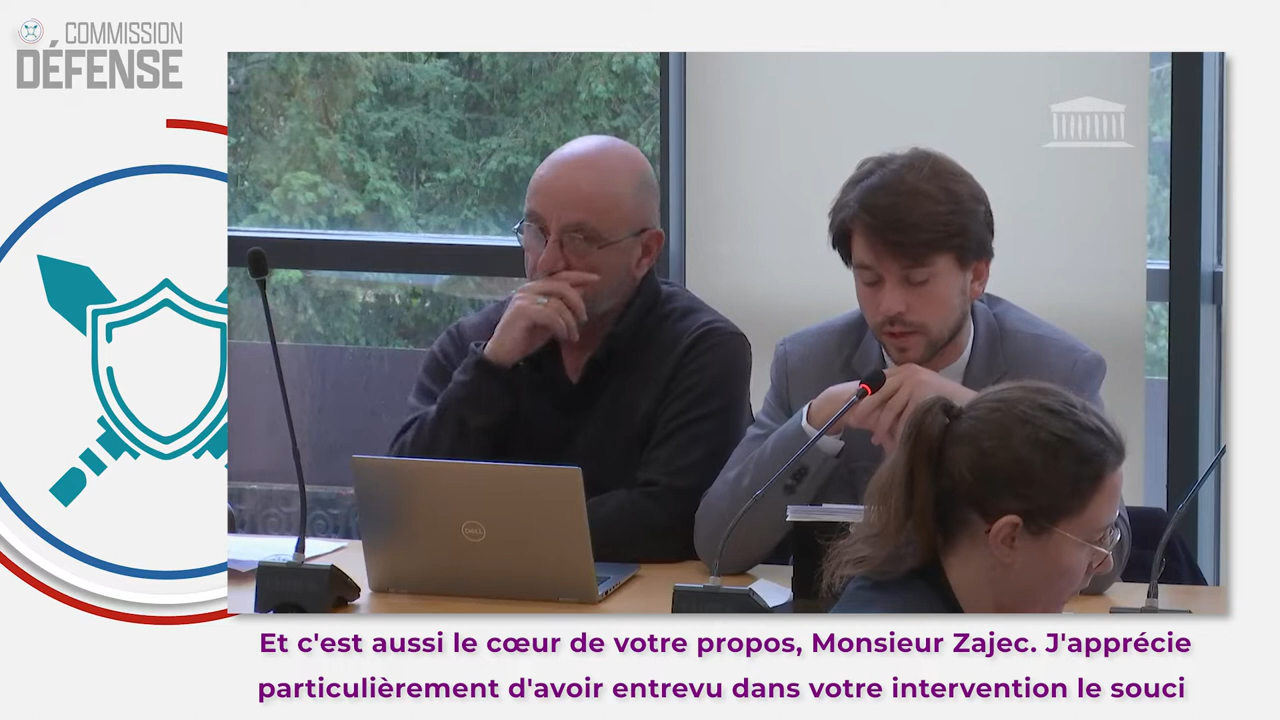 COMMISSION
DÉFENSE
DELL
Et c'est aussi le cœur de votre propos, Monsieur Zajec. J'apprécie
particulièrement d'avoir entrevu dans votre intervention le souci